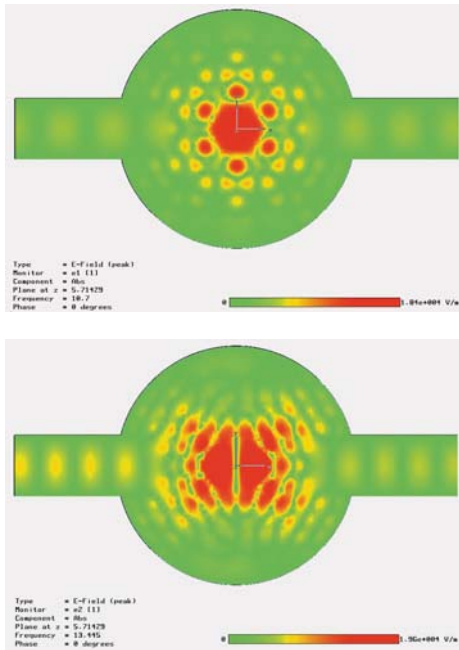 Type = E-Field (peak)
Monitor = e1 [1]
Component = Abs
Plane at z = 5.71429
Frequency = 10.7
Phase = 0 degrees
0 1.84e+004 V/m
Type = E-Field (peak)
Monitor = e2 [1]
Component = Abs
Plane at z = 5.71429
Frequency = 13.445
Phase = 0 degrees
0 1.96e+004 V/m